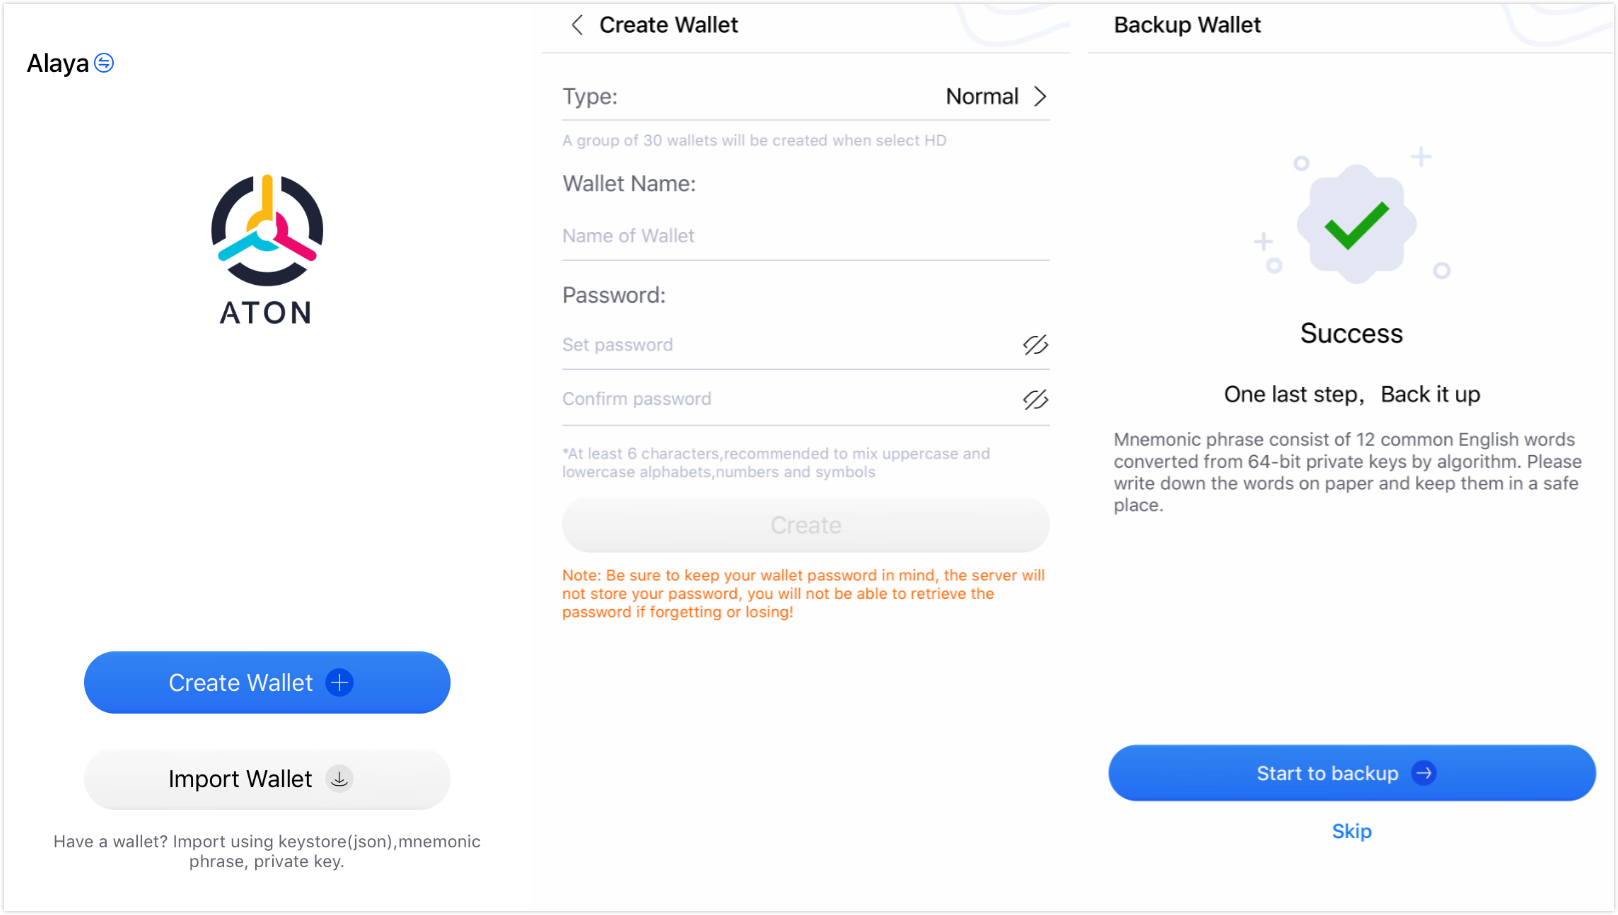 Alaya
ATON
Create Wallet
Import Wallet
Have a wallet? Import using keystore(json),mnemonic
phrase, private key.
Create Wallet
Type:
Normal
A group of 30 wallets will be created when select HD
Wallet Name:
Name of Wallet
Password:
Set password
Confirm password
*At least 6 characters,recommended to mix uppercase and
lowercase alphabets,numbers and symbols
Create
Note: Be sure to keep your wallet password in mind, the server will
not store your password, you will not be able to retrieve the
password if forgetting or losing!
Backup Wallet
Success
One last step，Back it up
Mnemonic phrase consist of 12 common English words
converted from 64-bit private keys by algorithm. Please
write down the words on paper and keep them in a safe
place.
Start to backup
Skip